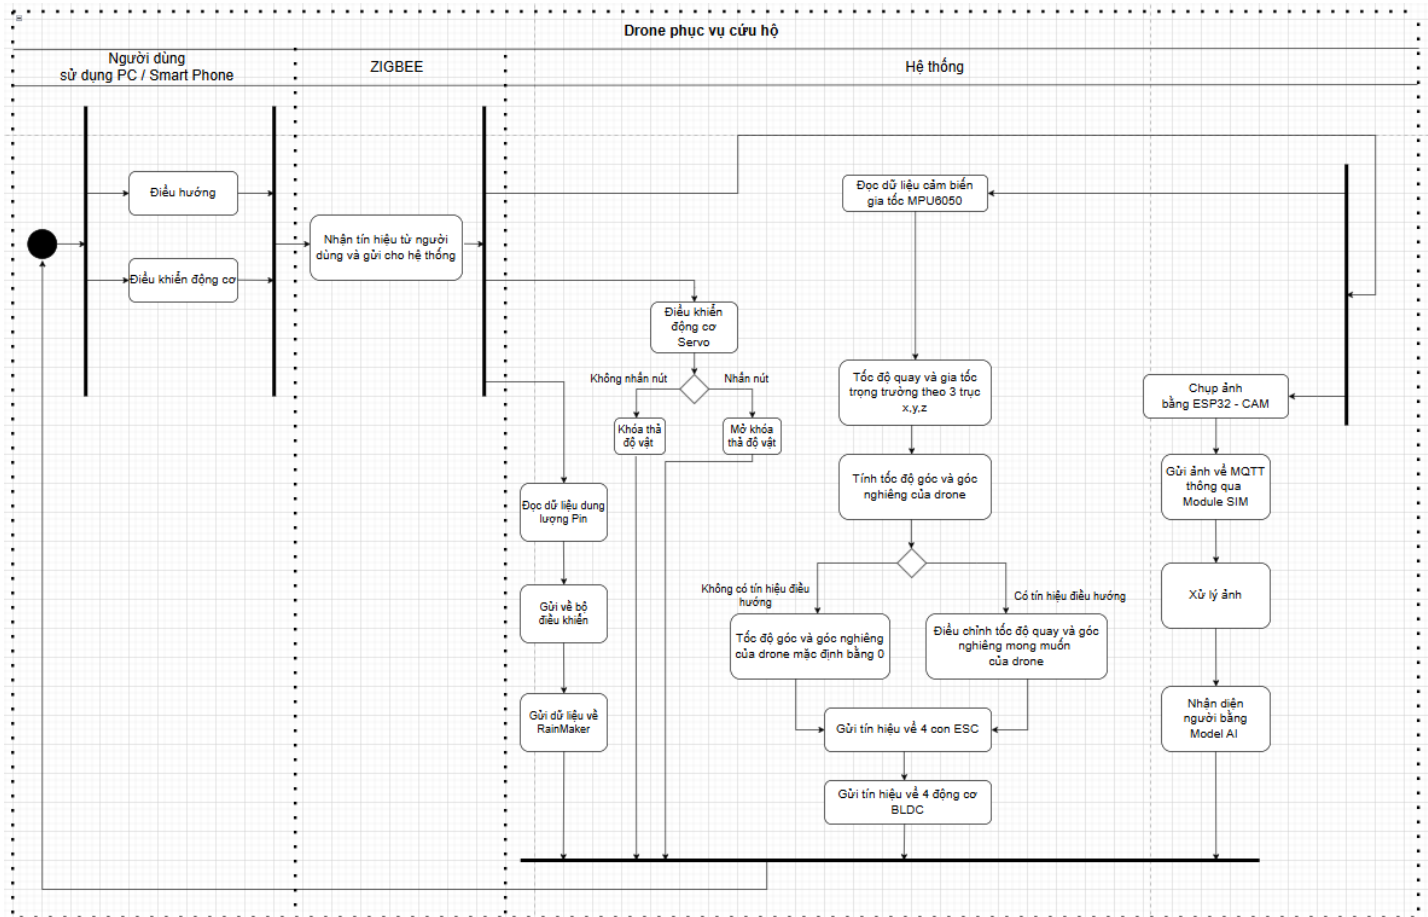 Drone phục vụ cứu hộ
Người dùng
sử dụng PC / Smart Phone
ZIGBEE
Hệ thống
Điều hướng
Điều khiển động cơ
Nhận tín hiệu từ người
dùng và gửi cho hệ thống
Đọc dữ liệu cảm biến
gia tốc MPU6050
Điều khiển
động cơ
Servo
Không nhấn nút
Nhấn nút
Khóa thả
độ vật
Mở khóa
thả độ vật
Tốc độ quay và gia tốc
trọng trường theo 3 trục
x,y,z
Chụp ảnh
bằng ESP32 - CAM
Tính tốc độ góc và góc
nghiêng của drone
Gửi ảnh về MQTT
thông qua
Module SIM
Đọc dữ liệu dung
lượng Pin
Không có tín hiệu điều
hướng
Có tín hiệu điều hướng
Xử lý ảnh
Gửi về bộ
điều khiển
Tốc độ góc và góc nghiêng
của drone mặc định bằng 0
Điều chỉnh tốc độ quay và góc
nghiêng mong muốn
của drone
Gửi dữ liệu về
RainMaker
Gửi tín hiệu về 4 con ESC
Nhận diện
người bằng
Model AI
Gửi tín hiệu về 4 động cơ
BLDC